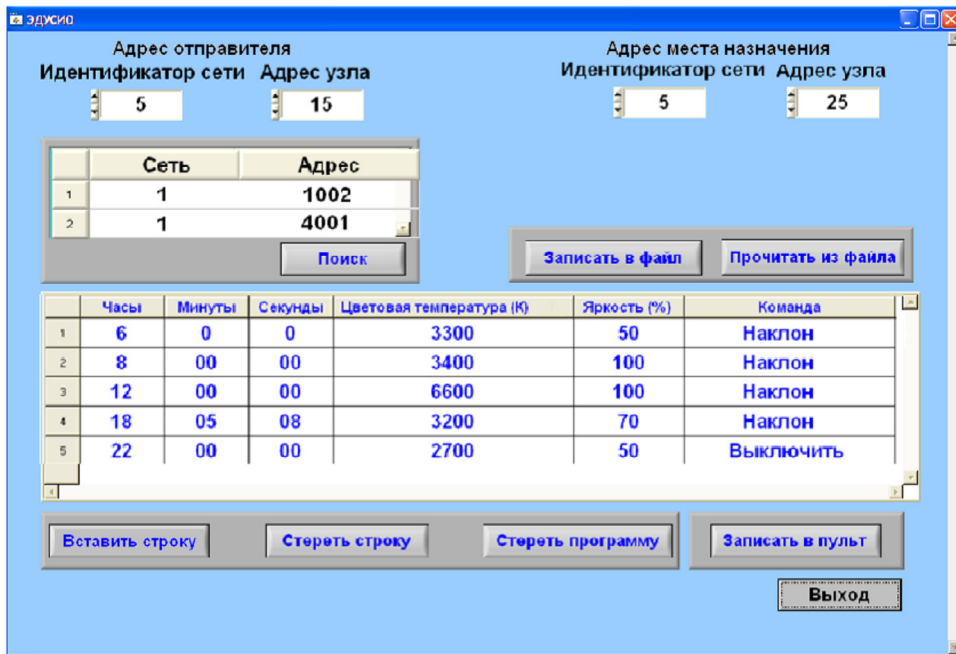 ЭДУСИО
Адрес отправителя
Адрес места назначения
Идентификатор сети Адрес узла
Идентификатор сети Адрес узла
5 15
5 25
Сеть Адрес
1 1 1002
2 1 4001
Поиск
Записать в файл Прочитать из файла
Часы Минуты Секунды Цветовая температура (К) Яркость (%) Команда
1 6 0 0 3300 50 Наклон
2 8 00 00 3400 100 Наклон
3 12 00 00 6600 100 Наклон
4 18 05 08 3200 70 Наклон
5 22 00 00 2700 50 Выключить
Вставить строку Стереть строку Стереть программу Записать в пульт
Выход